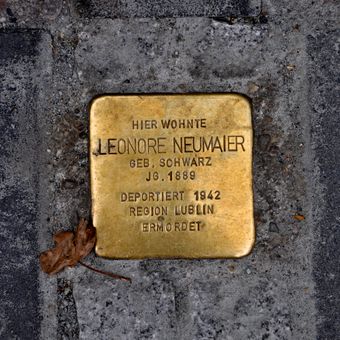 HIER WOHNTE
LEONORE NEUMAIER
GEB. SCHWARZ
JG. 1889
DEPORTIERT 1942
REGION LUBLIN
ERMORDET